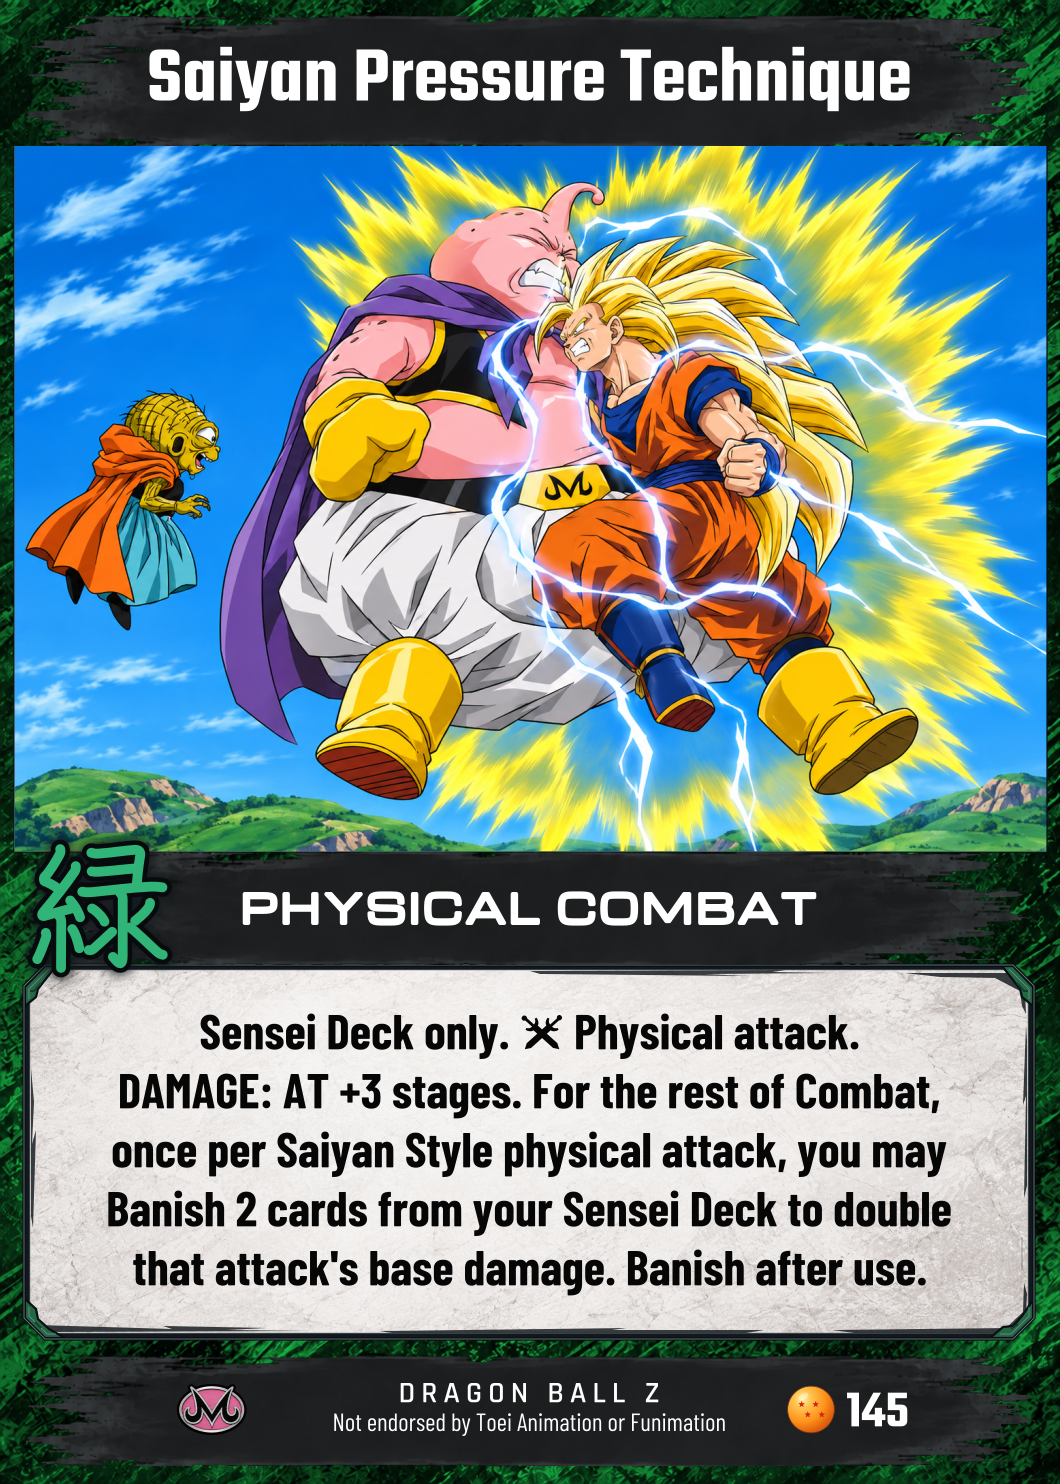 Saiyan Pressure Technique
緑
PHYSICAL COMBAT
Sensei Deck only. Physical attack.
DAMAGE: AT +3 stages. For the rest of Combat,
once per Saiyan Style physical attack, you may
Banish 2 cards from your Sensei Deck to double
that attack's base damage. Banish after use.
DRAGON BALL Z
Not endorsed by Toei Animation or Funimation
145